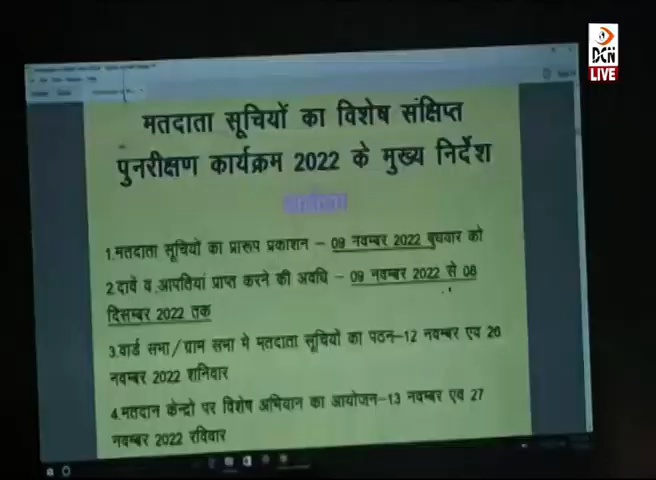 DCN
LIVE
मतदाता सूचियों का विशेष संक्षिप्त
पुनरीक्षण कार्यक्रम 2022 के मुख्य निर्देश
1.मतदाता सूचियों का प्रारुप प्रकाशन – 09 नवम्बर 2022 बुधवार को
2.दावे व आपतियां प्राप्त करने की अवधि – 09 नवम्बर 2022 से 08
दिसम्बर 2022 तक
3.वार्ड सभा/ग्राम सभा मे मतदाता सूचियों का पठन–12 नवम्बर एव 26
नवम्बर 2022 शनिवार
4.मतदान केन्द्रो पर विशेष अभियान का आयोजन–13 नवम्बर एव 27
नवम्बर 2022 रविवार